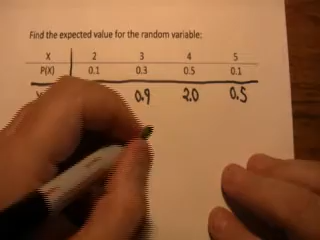 Find the expected value for the random variable:
X 2 3 4 5
P(X) 0.1 0.3 0.5 0.1
0.9 2.0 0.5